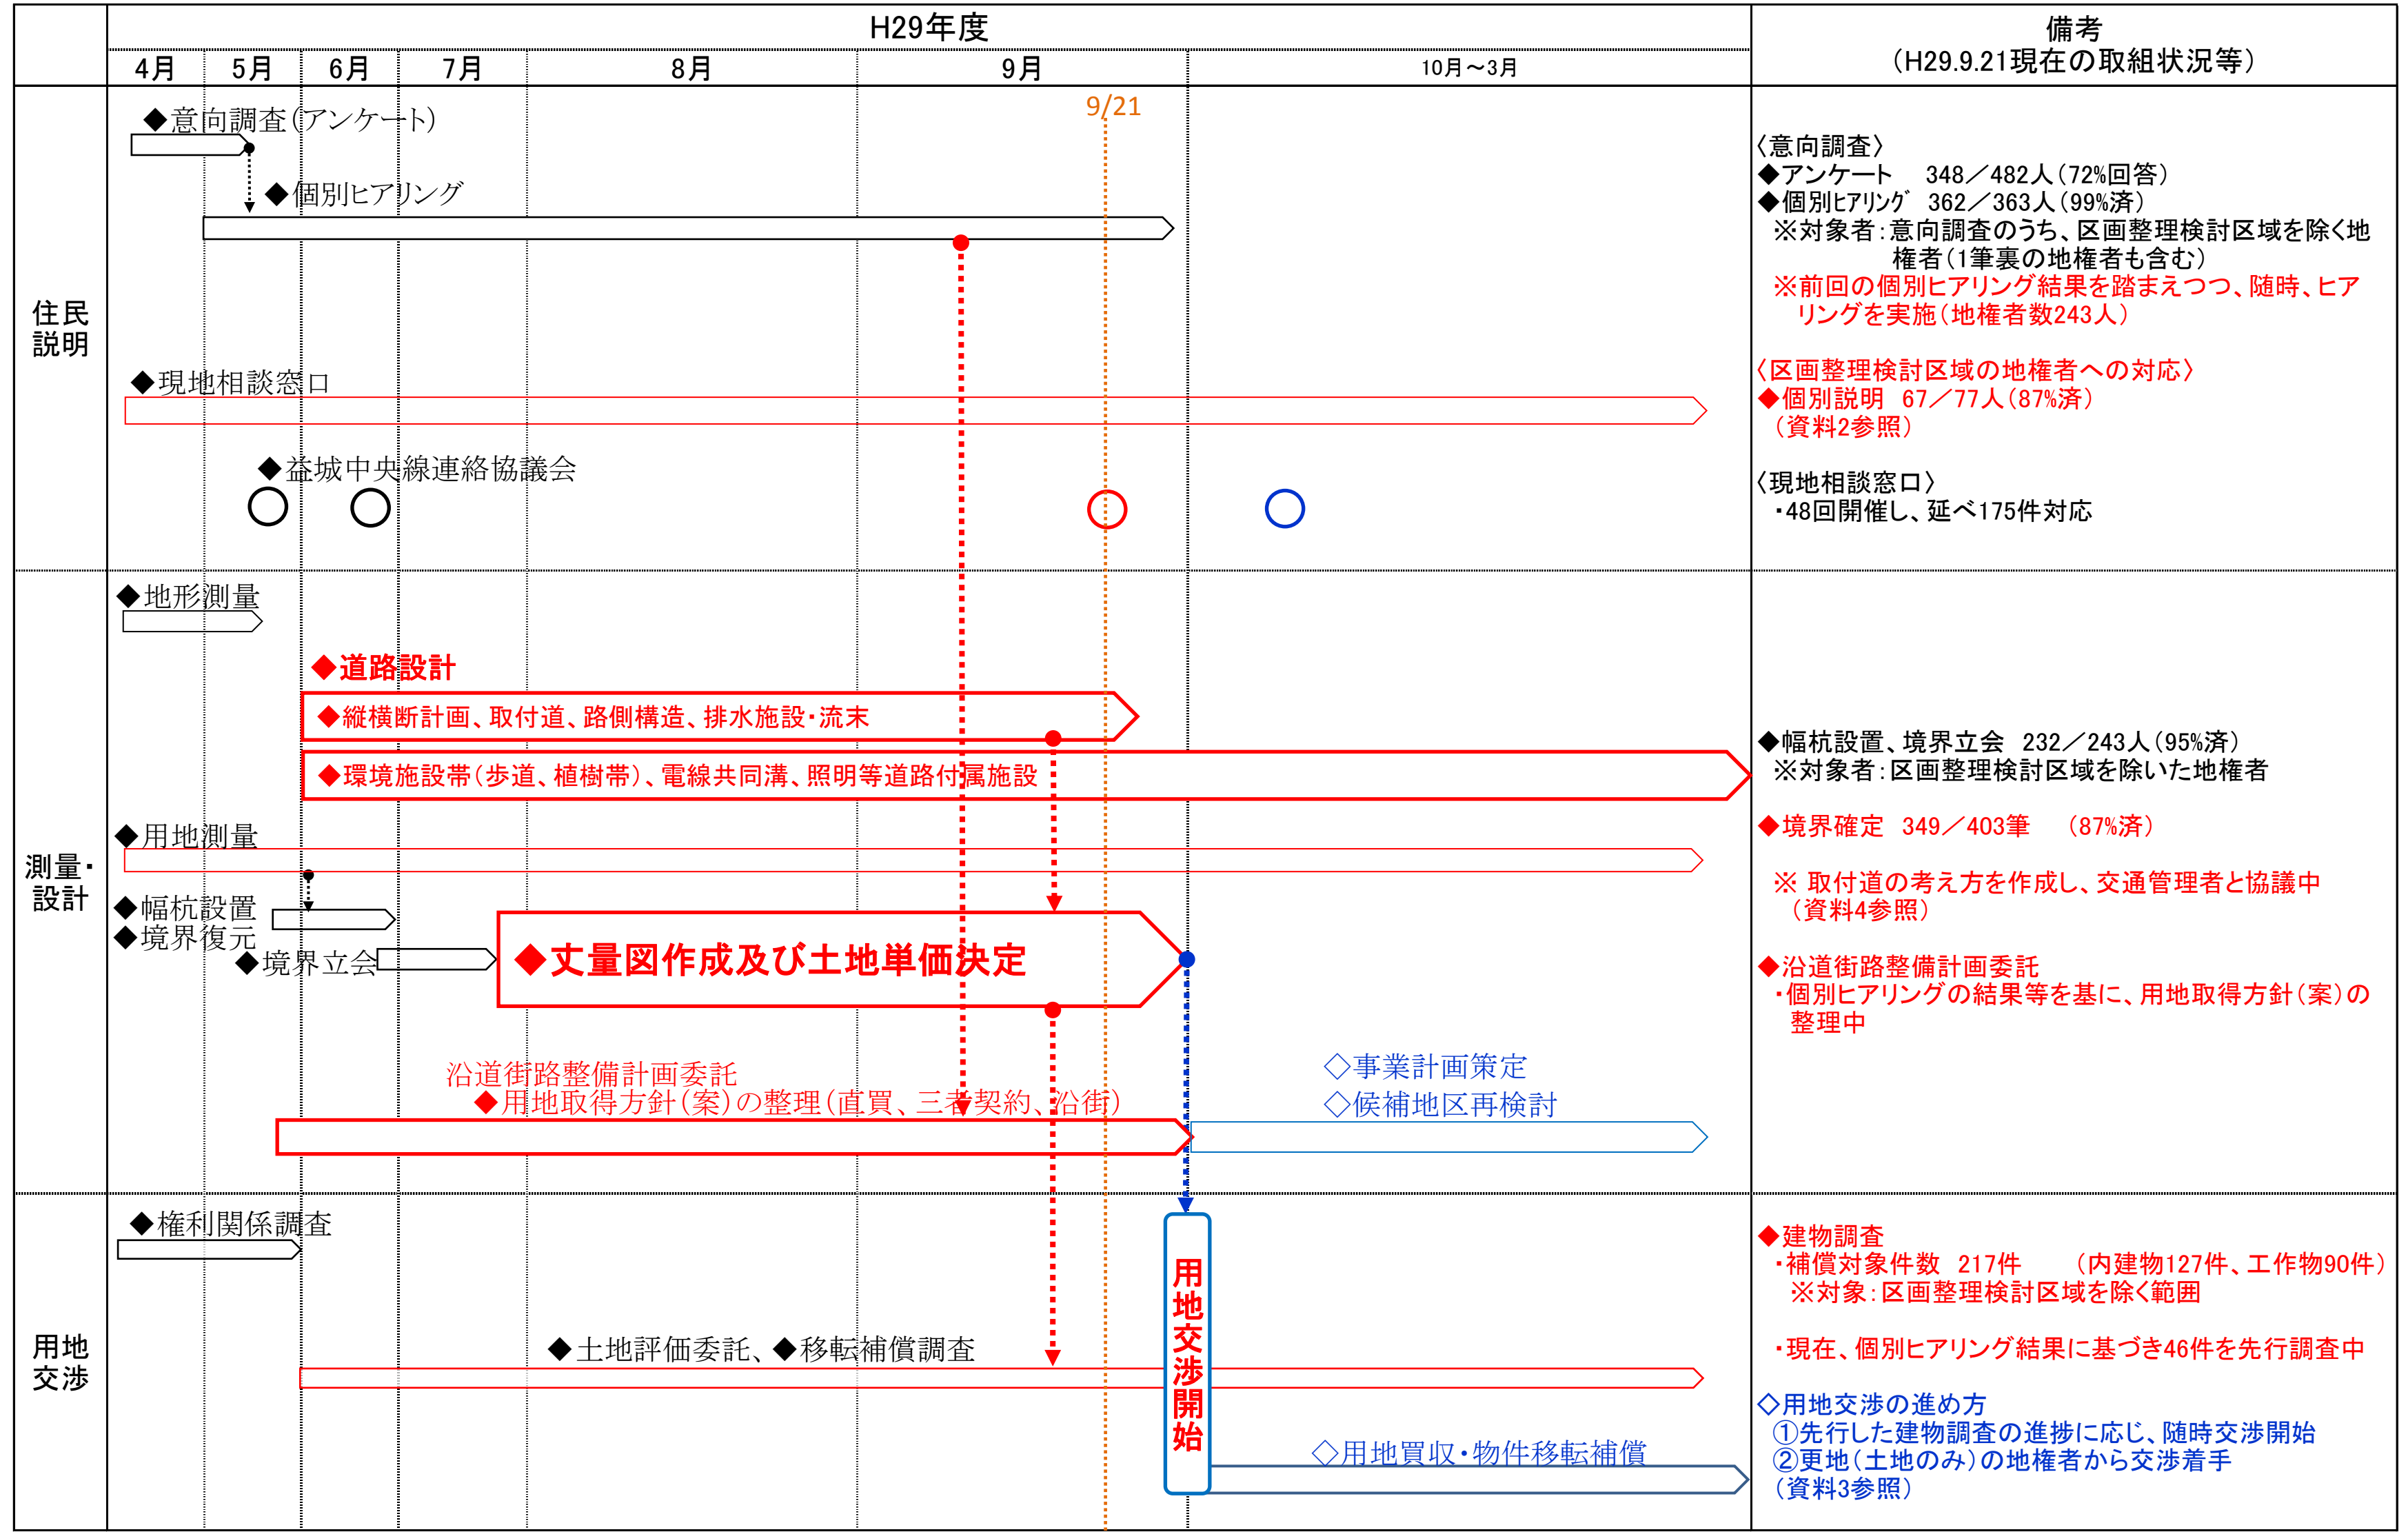 H29年度
備考
（H29.9.21現在の取組状況等）
4月
5月
6月
7月
8月
9月
10月～3月
住民
説明
9/21
◆意向調査（アンケート）
◆個別ヒアリング
◆現地相談窓口
◆益城中央線連絡協議会
〈意向調査〉
◆アンケート　348／482人（72%回答）
◆個別ﾋｱﾘﾝｸﾞ　362／363人（99%済）
※対象者：意向調査のうち、区画整理検討区域を除く地
権者（1筆裏の地権者も含む）
※前回の個別ヒアリング結果を踏まえつつ、随時、ヒア
リングを実施（地権者数243人）
〈区画整理検討区域の地権者への対応〉
◆個別説明　67／77人（87%済）
（資料2参照）
〈現地相談窓口〉
・48回開催し、延べ175件対応
測量・
設計
◆地形測量
◆道路設計
◆縦横断計画、取付道、路側構造、排水施設・流末
◆環境施設帯（歩道、植樹帯）、電線共同溝、照明等道路付属施設
◆用地測量
◆幅杭設置
◆境界復元
◆境界立会
◆丈量図作成及び土地単価決定
沿道街路整備計画委託
◆用地取得方針（案）の整理（直買、三者契約、沿街）
◇事業計画策定
◇候補地区再検討
◆幅杭設置、境界立会　232／243人（95%済）
※対象者：区画整理検討区域を除いた地権者
◆境界確定　349／403筆　（87%済）
※ 取付道の考え方を作成し、交通管理者と協議中
（資料4参照）
◆沿道街路整備計画委託
・個別ヒアリングの結果等を基に、用地取得方針（案）の
整理中
用地
交渉
◆権利関係調査
◆土地評価委託、◆移転補償調査
用地交渉開始
◇用地買収・物件移転補償
◆建物調査
・補償対象件数　217件　（内建物127件、工作物90件）
※対象：区画整理検討区域を除く範囲
・現在、個別ヒアリング結果に基づき46件を先行調査中
◇用地交渉の進め方
①先行した建物調査の進捗に応じ、随時交渉開始
②更地（土地のみ）の地権者から交渉着手
（資料3参照）